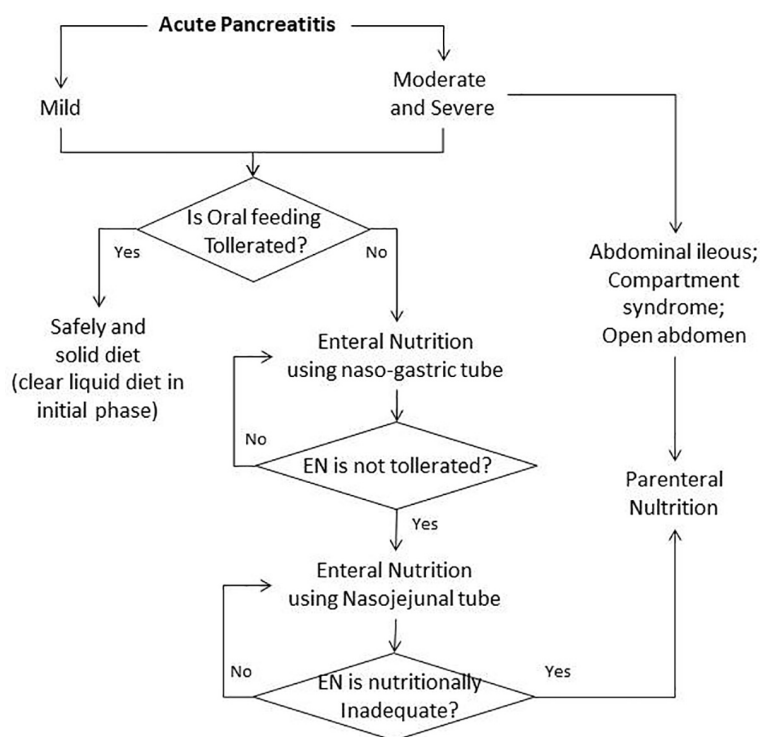 Acute Pancreatitis
Mild
Moderate
and Severe
Is Oral feeding
Tollerated?
Yes
No
Safely and
solid diet
(clear liquid diet in
initial phase)
Enteral Nutrition
using naso-gastric tube
No
EN is not tollerated?
Yes
Enteral Nutrition
using Nasojejunal tube
No
EN is nutritionally
Inadequate?
Yes
Abdominal ileous;
Compartment
syndrome;
Open abdomen
Parenteral
Nultrition